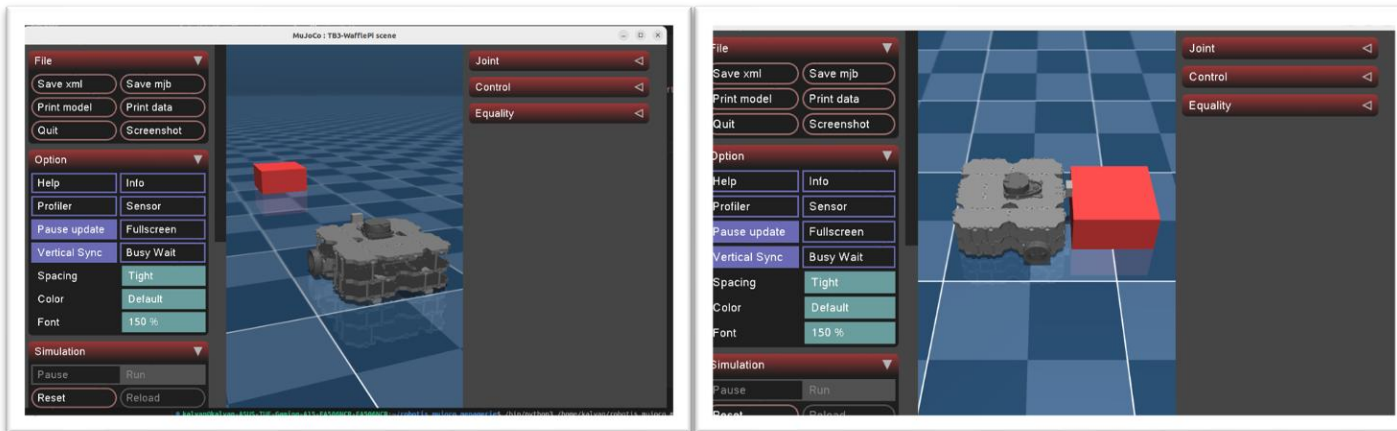 MuJoCo : TB3-WafflePi scene
File
Save xml Save mjb
Print model Print data
Quit Screenshot
Option
Help Info
Profiler Sensor
Pause update Fullscreen
Vertical Sync Busy Wait
Spacing Tight
Color Default
Font 150 %
Simulation
Pause Run
Reset Reload
Joint
Control
Equality
File
Save xml Save mjb
Print model Print data
Quit Screenshot
Option
Help Info
Profiler Sensor
Pause update Fullscreen
Vertical Sync Busy Wait
Spacing Tight
Color Default
Font 150 %
Simulation
Pause Run
Reset Reload
Joint
Control
Equality